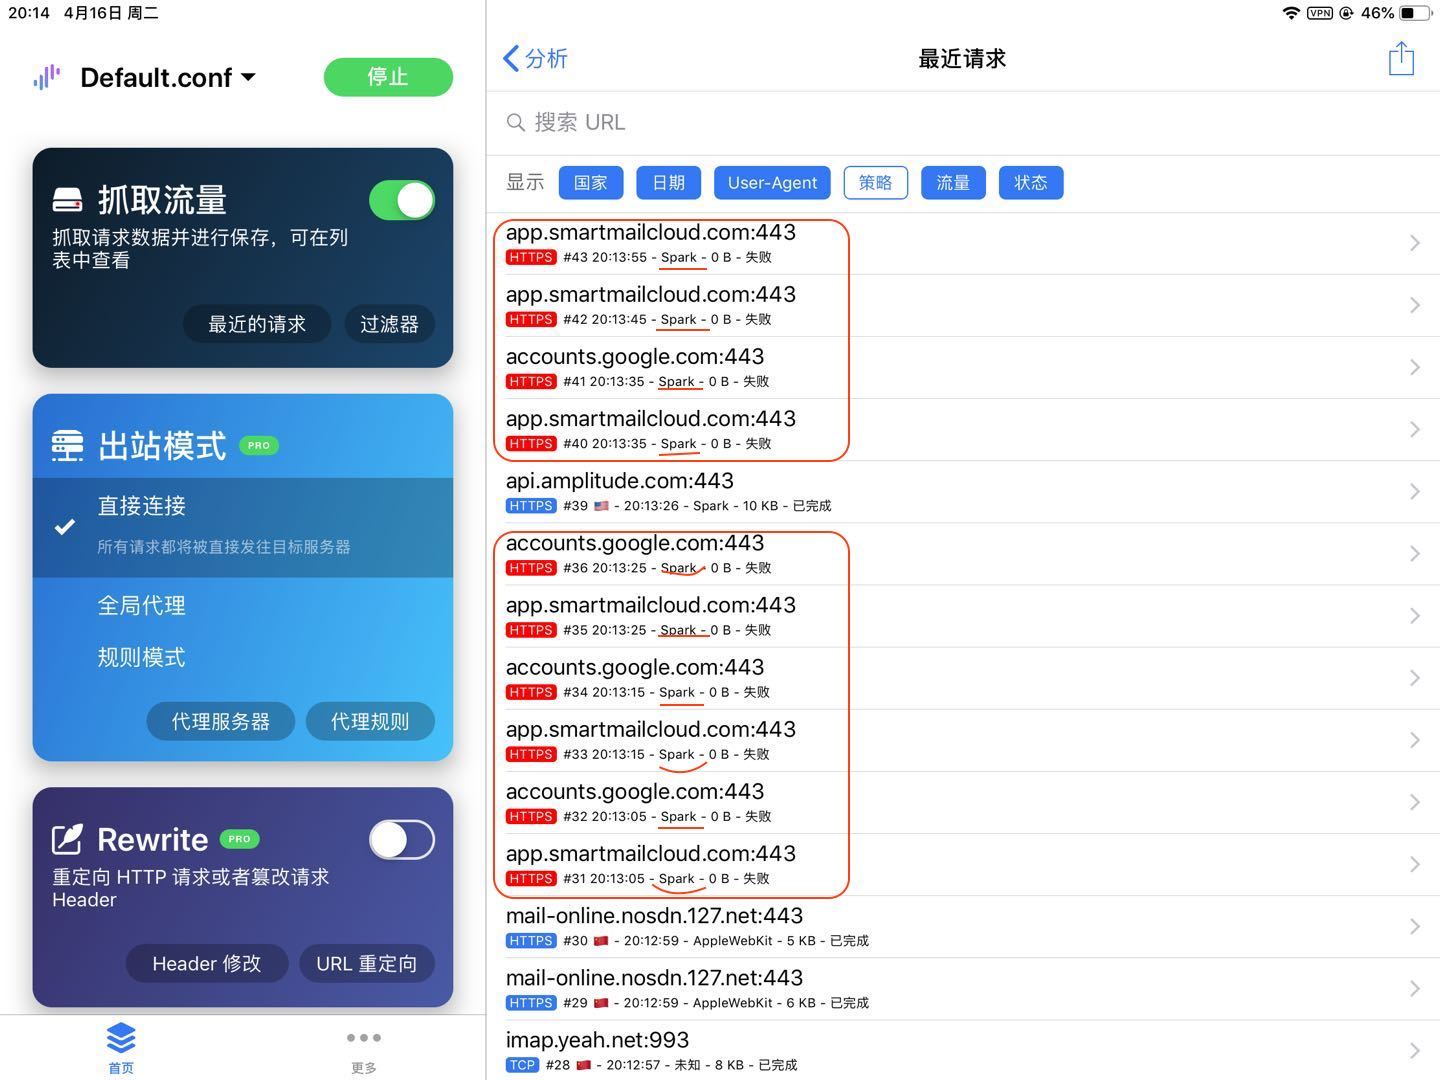 20:14 4月16日 周二
VPN 46%
Default.conf
停止
抓取流量
抓取请求数据并进行保存，可在列
表中查看
最近的请求
过滤器
出站模式 PRO
直接连接
所有请求都将被直接发往目标服务器
全局代理
规则模式
代理服务器
代理规则
Rewrite PRO
重定向 HTTP 请求或者篡改请求
Header
Header 修改
URL 重定向
首页
更多
分析
最近请求
搜索 URL
显示 国家 日期 User-Agent 策略 流量 状态
app.smartmailcloud.com:443
HTTPS #43 20:13:55 - Spark - 0 B - 失败
app.smartmailcloud.com:443
HTTPS #42 20:13:45 - Spark - 0 B - 失败
accounts.google.com:443
HTTPS #41 20:13:35 - Spark - 0 B - 失败
app.smartmailcloud.com:443
HTTPS #40 20:13:35 - Spark - 0 B - 失败
api.amplitude.com:443
HTTPS #39 🇺🇸 - 20:13:26 - Spark - 10 KB - 已完成
accounts.google.com:443
HTTPS #36 20:13:25 - Spark - 0 B - 失败
app.smartmailcloud.com:443
HTTPS #35 20:13:25 - Spark - 0 B - 失败
accounts.google.com:443
HTTPS #34 20:13:15 - Spark - 0 B - 失败
app.smartmailcloud.com:443
HTTPS #33 20:13:15 - Spark - 0 B - 失败
accounts.google.com:443
HTTPS #32 20:13:05 - Spark - 0 B - 失败
app.smartmailcloud.com:443
HTTPS #31 20:13:05 - Spark - 0 B - 失败
mail-online.nosdn.127.net:443
HTTPS #30 🇨🇳 - 20:12:59 - AppleWebKit - 5 KB - 已完成
mail-online.nosdn.127.net:443
HTTPS #29 🇨🇳 - 20:12:59 - AppleWebKit - 6 KB - 已完成
imap.yeah.net:993
TCP #28 🇨🇳 - 20:12:57 - 未知 - 8 KB - 已完成